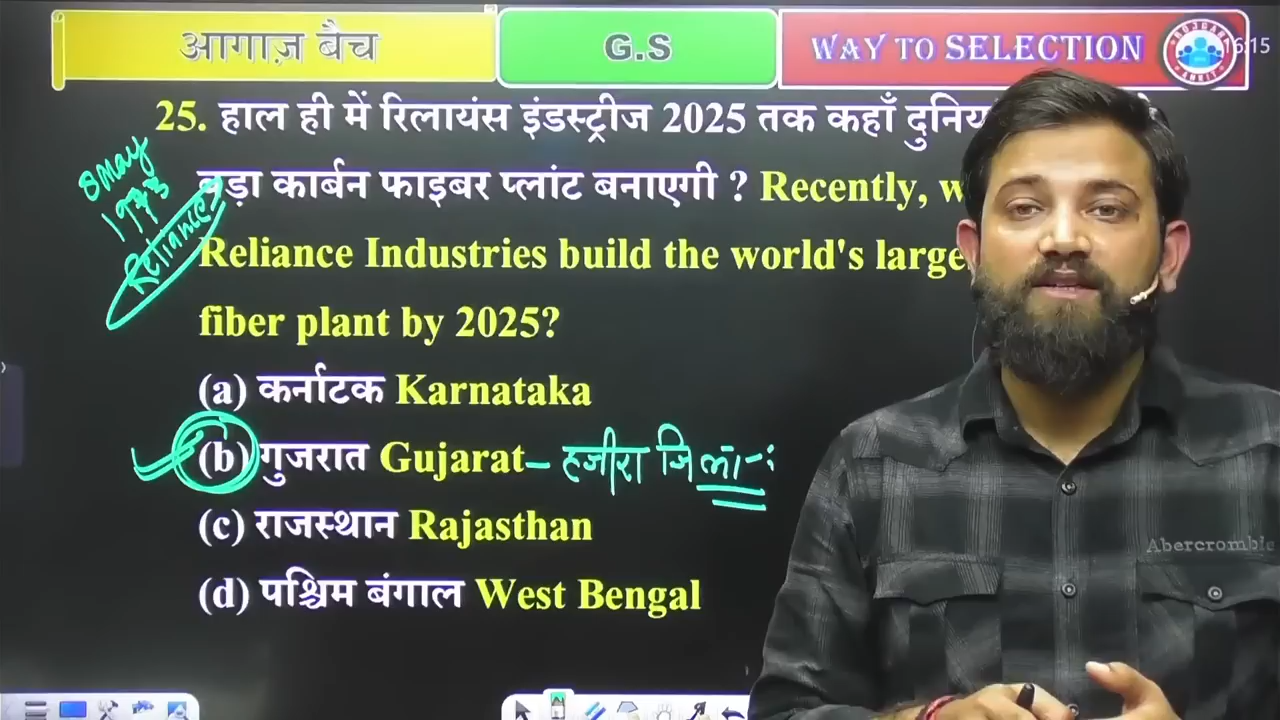 आगाज़ बैच
G.S
WAY TO SELECTION
16:15
25. हाल ही में रिलायंस इंडस्ट्रीज 2025 तक कहाँ
8 May
1973
Reliance
कार्बन फाइबर प्लांट बनाएगी ? Recently,
Reliance Industries build the world's
fiber plant by 2025?
(a) कर्नाटक Karnataka
(b) गुजरात Gujarat – हजीरा जिला -:
(c) राजस्थान Rajasthan
(d) पश्चिम बंगाल West Bengal
Abercrombie